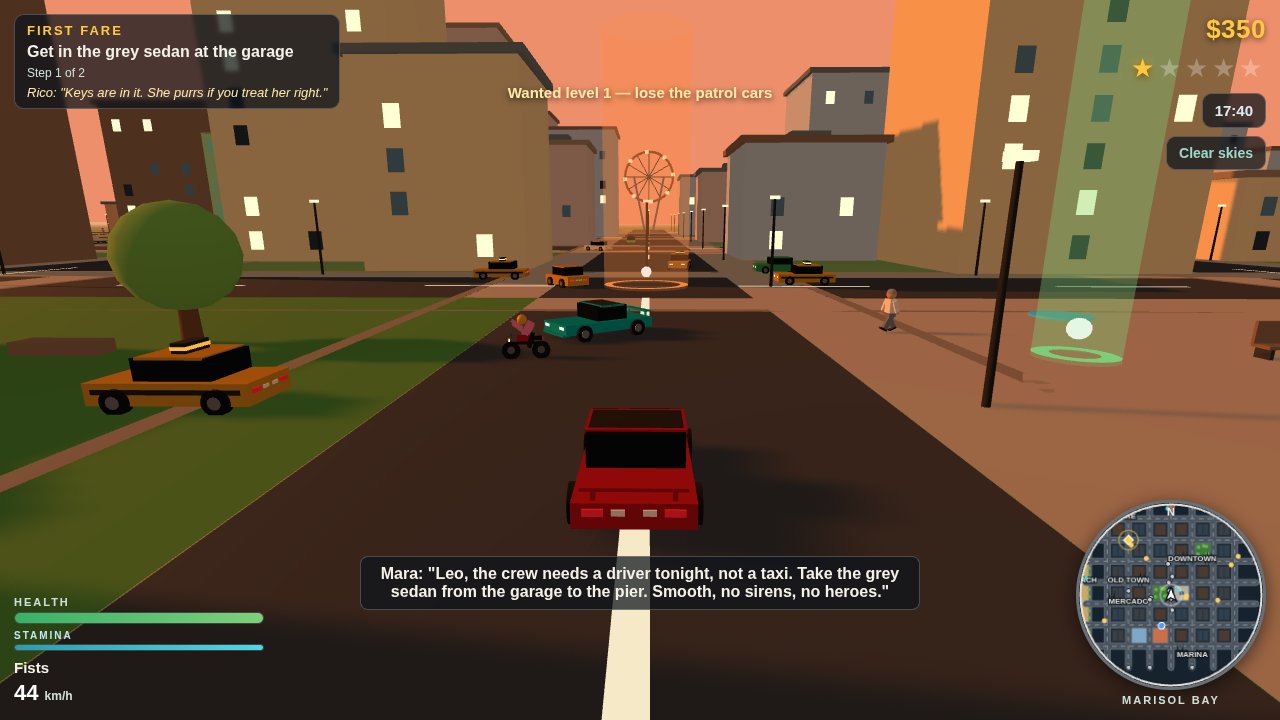 FIRST FARE
Get in the grey sedan at the garage
Step 1 of 2
Rico: "Keys are in it. She purrs if you treat her right."
Wanted level 1 — lose the patrol cars
$350
17:40
Clear skies
Mara: "Leo, the crew needs a driver tonight, not a taxi. Take the grey
sedan from the garage to the pier. Smooth, no sirens, no heroes."
HEALTH
STAMINA
Fists
44 km/h
N
DOWNTOWN
OLD TOWN
MERCADO
MARINA
MARISOL BAY